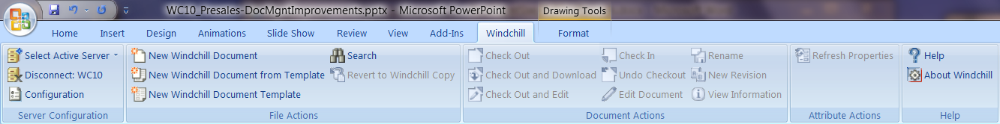 WC10_Presales-DocMgntImprovements.pptx - Microsoft PowerPoint
Drawing Tools
Home Insert Design Animations Slide Show Review View Add-Ins Windchill Format
Select Active Server New Windchill Document Search Check Out Check In Rename Refresh Properties Help
Disconnect: WC10 New Windchill Document from Template Revert to Windchill Copy Check Out and Download Undo Checkout New Revision About Windchill
Configuration New Windchill Document Template Check Out and Edit Edit Document View Information
Server Configuration File Actions Document Actions Attribute Actions Help